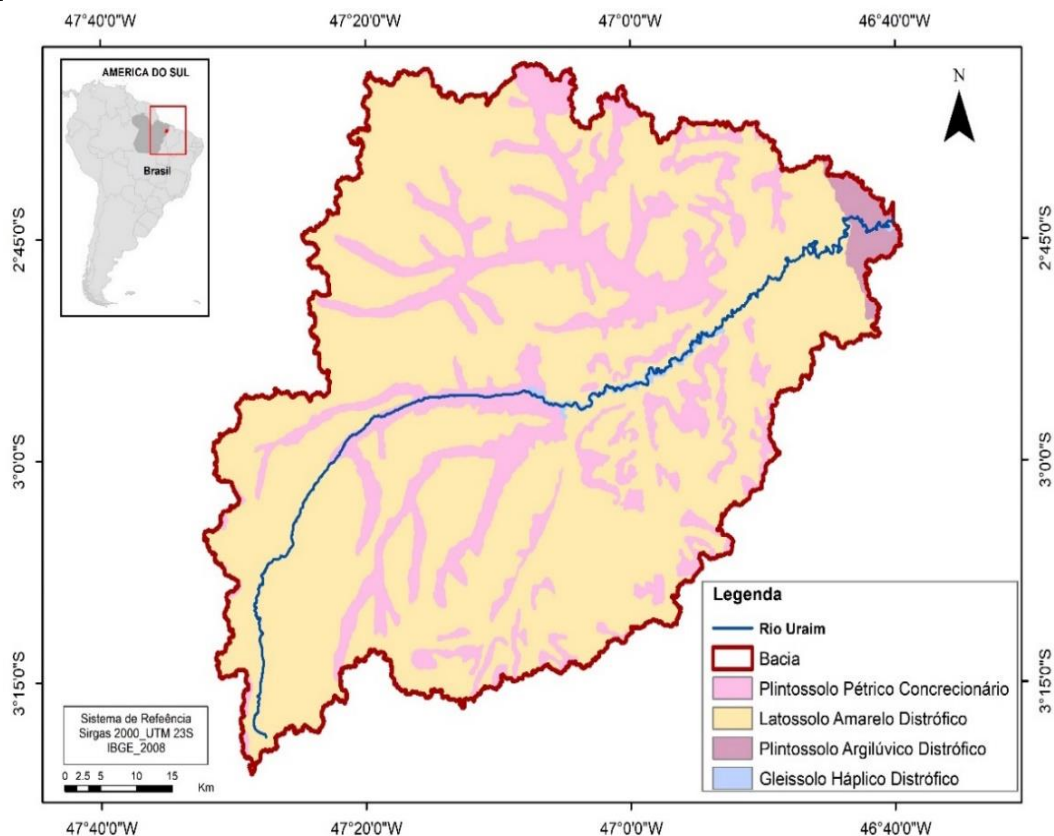 47°40'0"W 47°20'0"W 47°0'0"W 46°40'0"W
AMERICA DO SUL
Brasil
N
2°45'0"S 2°45'0"S
3°0'0"S 3°0'0"S
3°15'0"S 3°15'0"S
Legenda
Rio Uraim
Bacia
Plintossolo Pétrico Concrecionário
Latossolo Amarelo Distrófico
Plintossolo Argilúvico Distrófico
Gleissolo Háplico Distrófico
Sistema de Refeência
Sirgas 2000_UTM 23S
IBGE_2008
0 2.5 5 10 15
Km
47°40'0"W 47°20'0"W 47°0'0"W 46°40'0"W